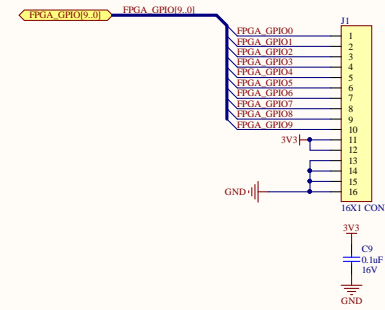 FPGA_GPIO[9..0]
FPGA_GPIO[9..0]
J1
FPGA_GPIO0 1
FPGA_GPIO1 2
FPGA_GPIO2 3
FPGA_GPIO3 4
FPGA_GPIO4 5
FPGA_GPIO5 6
FPGA_GPIO6 7
FPGA_GPIO7 8
FPGA_GPIO8 9
FPGA_GPIO9 10
3V3 11
12
13
14
15
GND 16
16X1 CON
3V3
C9
0.1uF
16V
GND